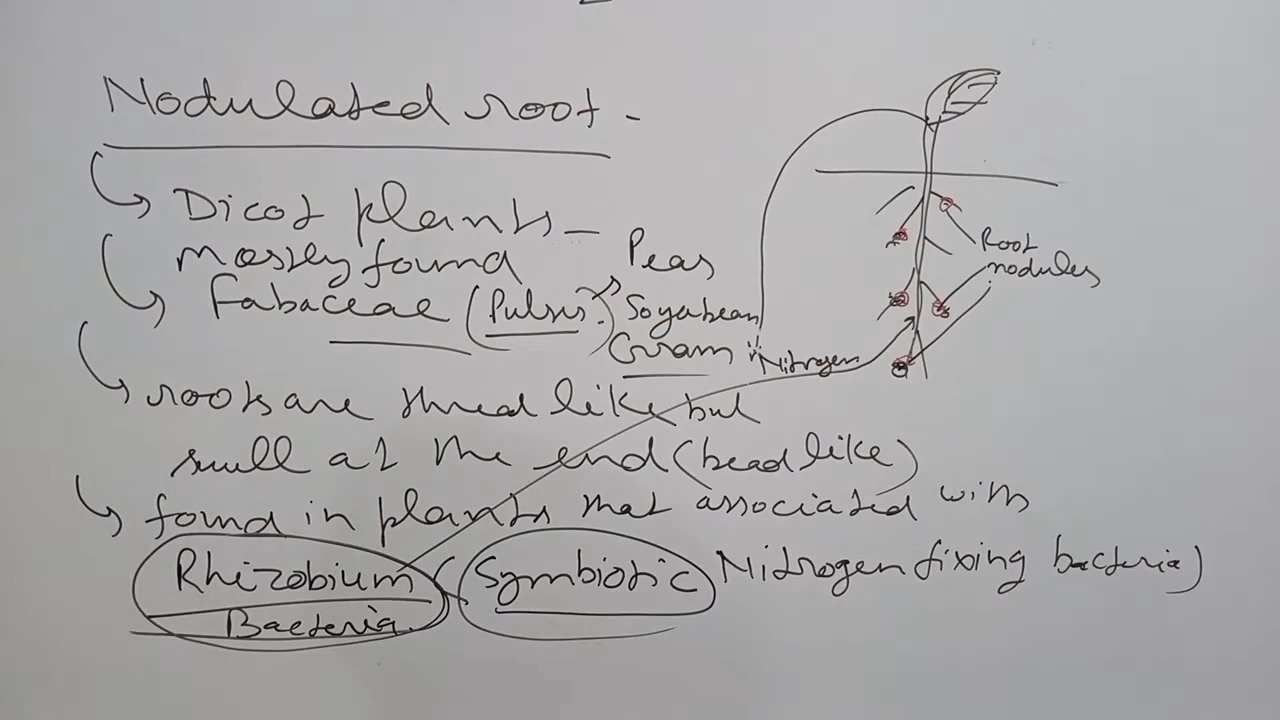 Nodulated root -
Dicot plants -
mostly found
Fabaceae (Pulses)
Peas
Soyabean
Gram
roots are thred like but
swell at the end (bead like)
found in plants that associated with
Rhizobium (Symbiotic Nitrogen fixing bacteria)
Bacteria.
Root
nodules
Nitrogen